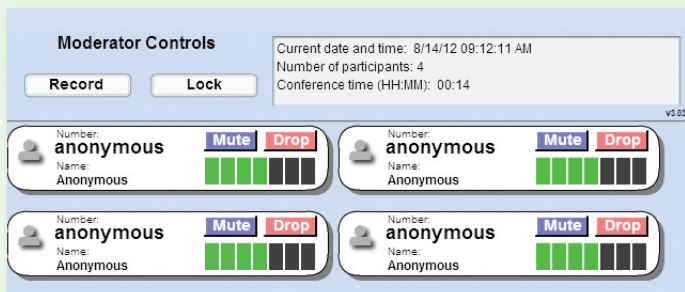 Moderator Controls
Record Lock
Current date and time: 8/14/12 09:12:11 AM
Number of participants: 4
Conference time (HH:MM): 00:14
v3.03
Number:
anonymous
Mute Drop
Name:
Anonymous
Number:
anonymous
Mute Drop
Name:
Anonymous
Number:
anonymous
Mute Drop
Name:
Anonymous
Number:
anonymous
Mute Drop
Name:
Anonymous